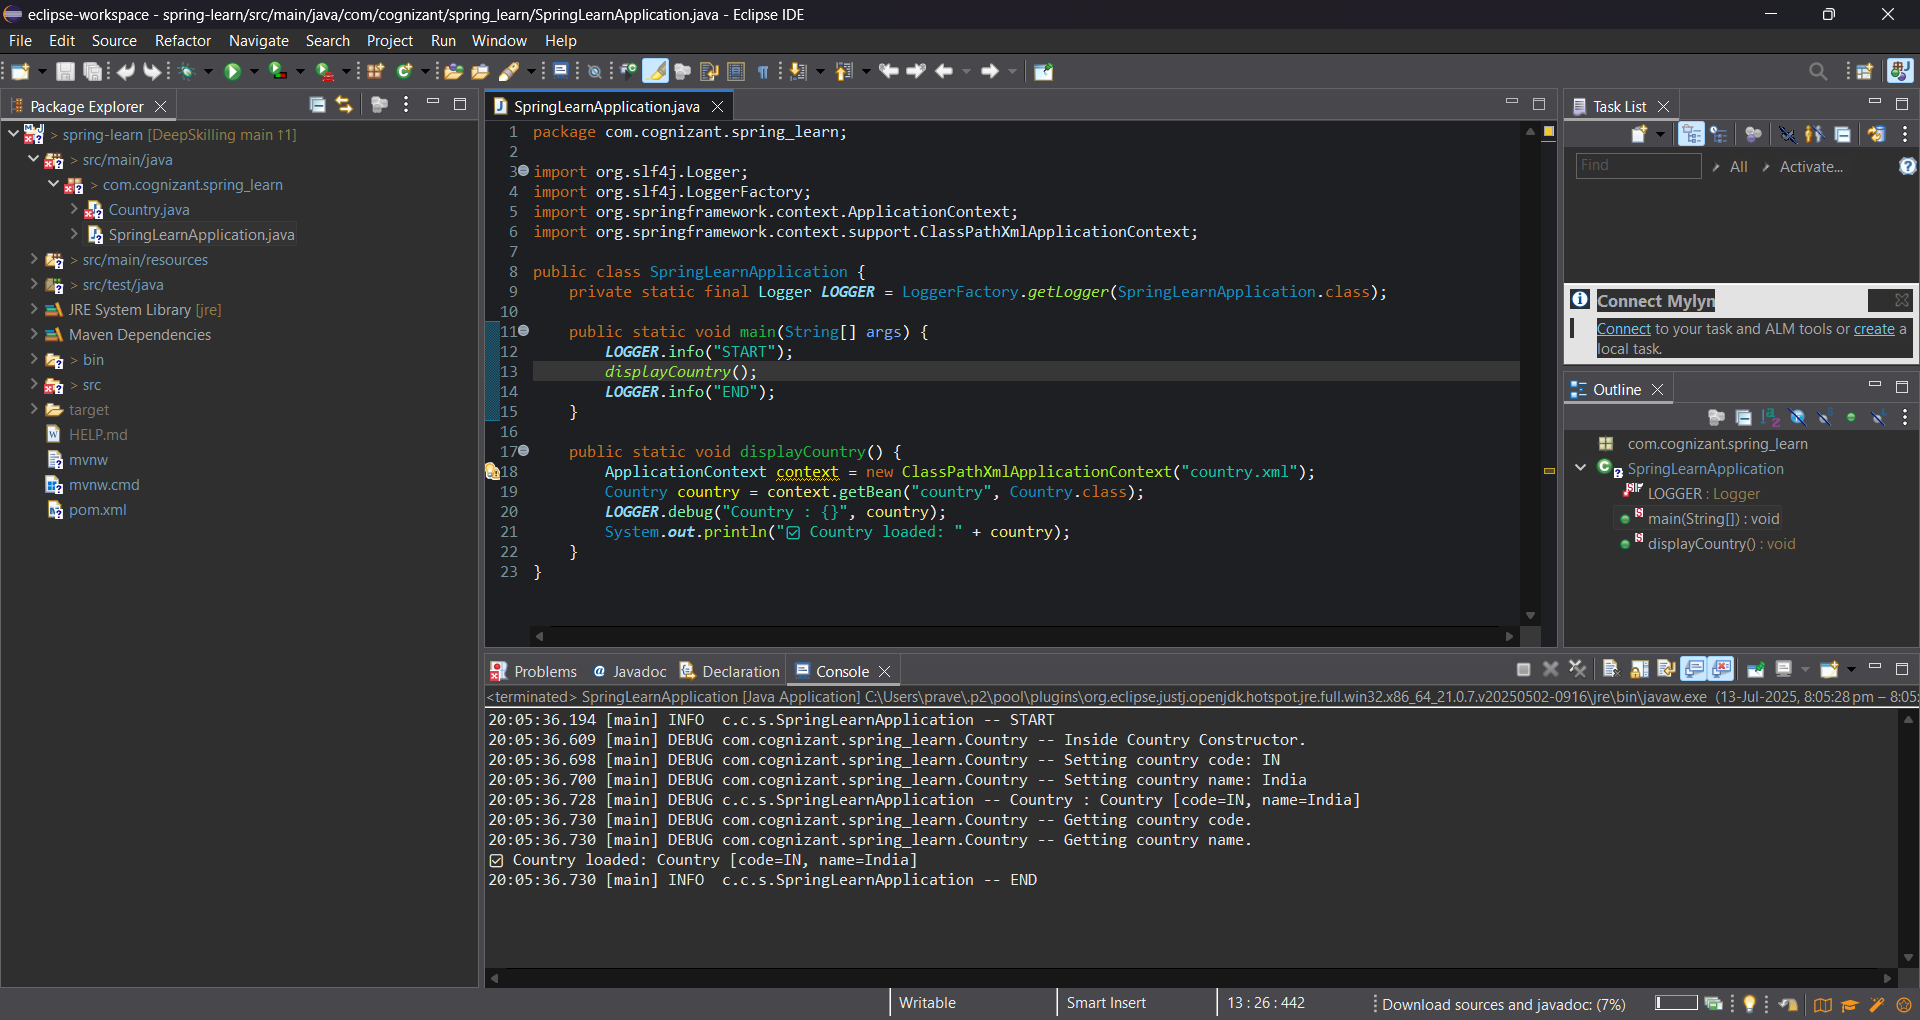 eclipse-workspace - spring-learn/src/main/java/com/cognizant/spring_learn/SpringLearnApplication.java - Eclipse IDE
File Edit Source Refactor Navigate Search Project Run Window Help
Package Explorer
> spring-learn [DeepSkilling main ↑1]
> src/main/java
> com.cognizant.spring_learn
Country.java
SpringLearnApplication.java
> src/main/resources
> src/test/java
JRE System Library [jre]
Maven Dependencies
> bin
> src
target
HELP.md
mvnw
mvnw.cmd
pom.xml
SpringLearnApplication.java
1 package com.cognizant.spring_learn;
2
3 import org.slf4j.Logger;
4 import org.slf4j.LoggerFactory;
5 import org.springframework.context.ApplicationContext;
6 import org.springframework.context.support.ClassPathXmlApplicationContext;
7
8 public class SpringLearnApplication {
9 private static final Logger LOGGER = LoggerFactory.getLogger(SpringLearnApplication.class);
10
11 public static void main(String[] args) {
12 LOGGER.info("START");
13 displayCountry();
14 LOGGER.info("END");
15 }
16
17 public static void displayCountry() {
18 ApplicationContext context = new ClassPathXmlApplicationContext("country.xml");
19 Country country = context.getBean("country", Country.class);
20 LOGGER.debug("Country : {}", country);
21 System.out.println("☑ Country loaded: " + country);
22 }
23 }
Task List
Find
All
Activate...
Connect Mylyn
Connect to your task and ALM tools or create a
local task.
Outline
com.cognizant.spring_learn
SpringLearnApplication
LOGGER : Logger
main(String[]) : void
displayCountry() : void
Problems Javadoc Declaration Console
<terminated> SpringLearnApplication [Java Application] C:\Users\prave\.p2\pool\plugins\org.eclipse.justj.openjdk.hotspot.jre.full.win32.x86_64_21.0.7.v20250502-0916\jre\bin\javaw.exe (13-Jul-2025, 8:05:28 pm – 8:05:
20:05:36.194 [main] INFO c.c.s.SpringLearnApplication -- START
20:05:36.609 [main] DEBUG com.cognizant.spring_learn.Country -- Inside Country Constructor.
20:05:36.698 [main] DEBUG com.cognizant.spring_learn.Country -- Setting country code: IN
20:05:36.700 [main] DEBUG com.cognizant.spring_learn.Country -- Setting country name: India
20:05:36.728 [main] DEBUG c.c.s.SpringLearnApplication -- Country : Country [code=IN, name=India]
20:05:36.730 [main] DEBUG com.cognizant.spring_learn.Country -- Getting country code.
20:05:36.730 [main] DEBUG com.cognizant.spring_learn.Country -- Getting country name.
☑ Country loaded: Country [code=IN, name=India]
20:05:36.730 [main] INFO c.c.s.SpringLearnApplication -- END
Writable
Smart Insert
13 : 26 : 442
Download sources and javadoc: (7%)